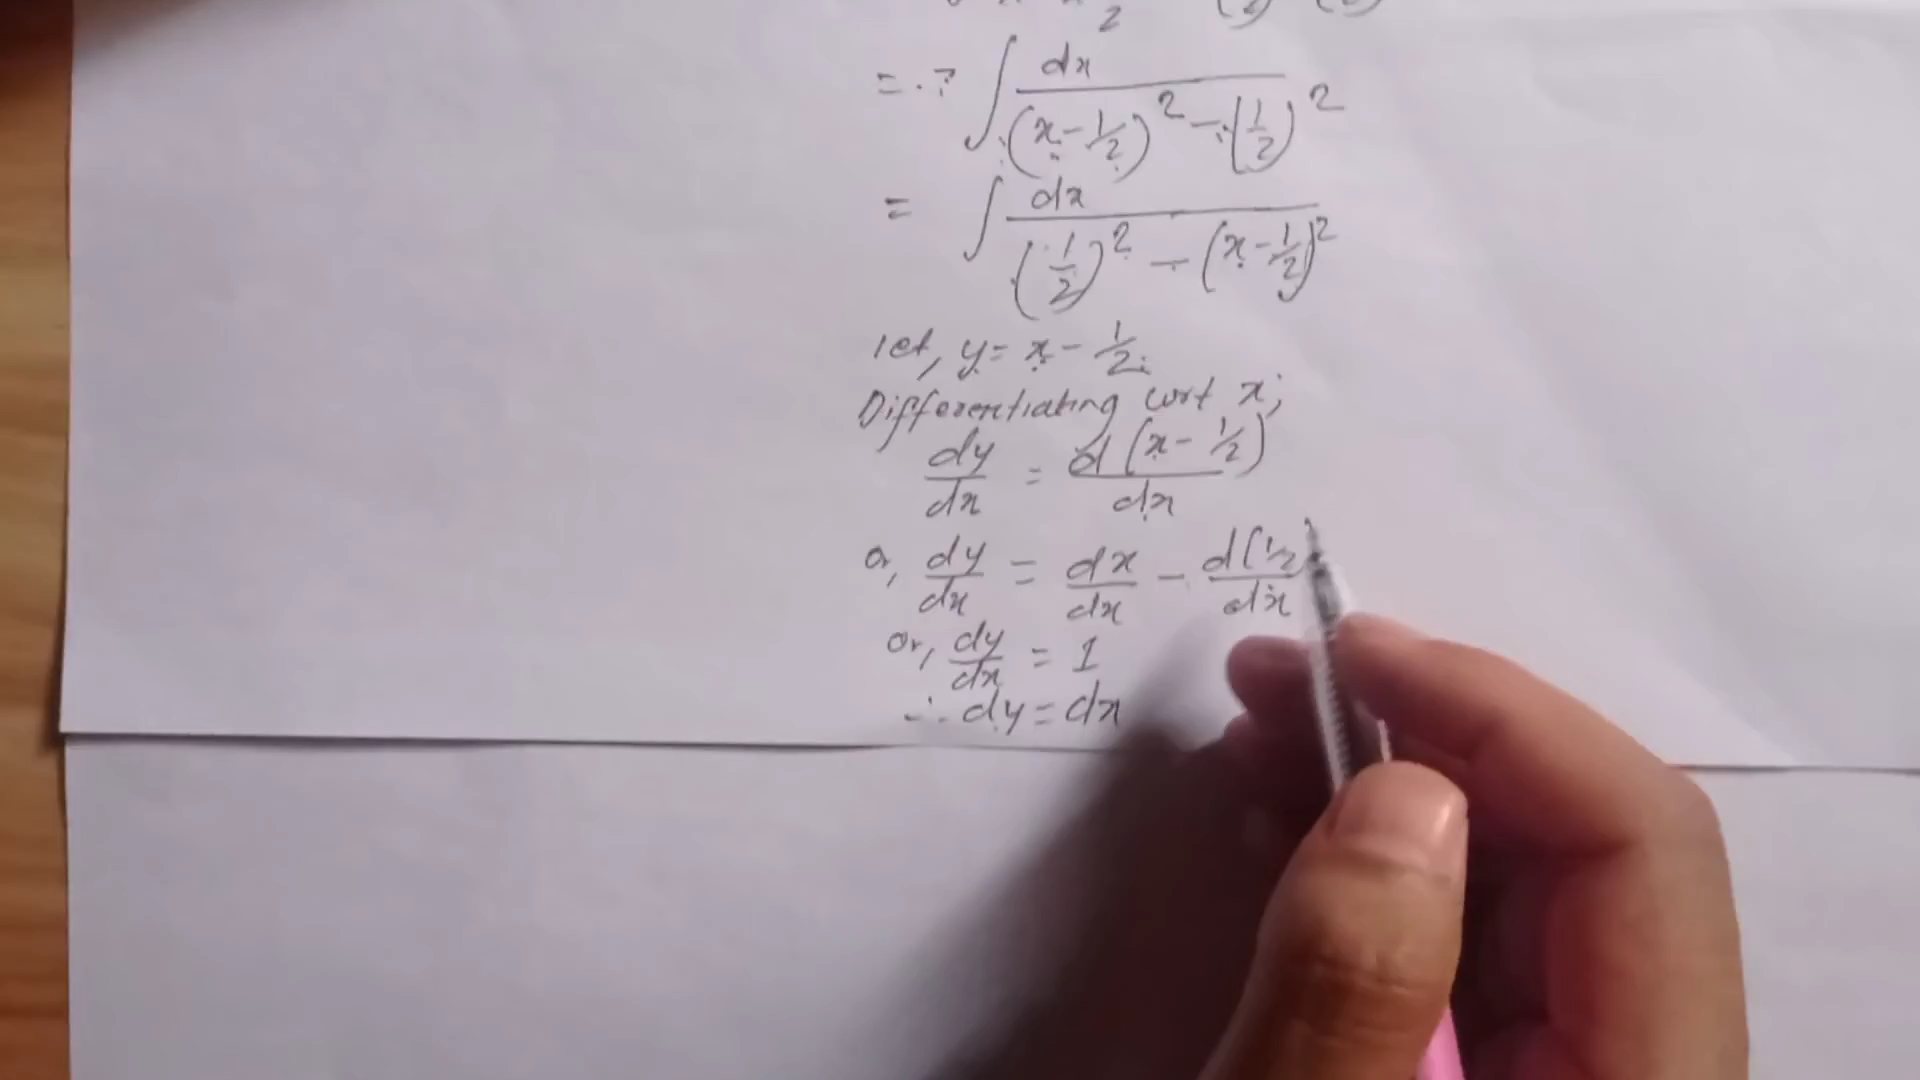 = -? ∫ dx / (x - 1/2)² - (1/2)²
= ∫ dx / (1/2)² - (x - 1/2)²
let, y = x - 1/2.
Differentiating wrt x;
dy/dx = d(x - 1/2)/dx
or, dy/dx = dx/dx - d(1/2)/dx
or, dy/dx = 1
∴ dy = dx